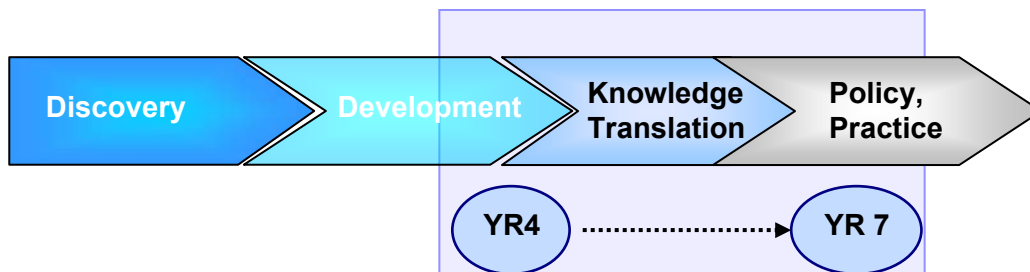 Discovery
Development
Knowledge
Translation
Policy,
Practice
YR4
YR 7